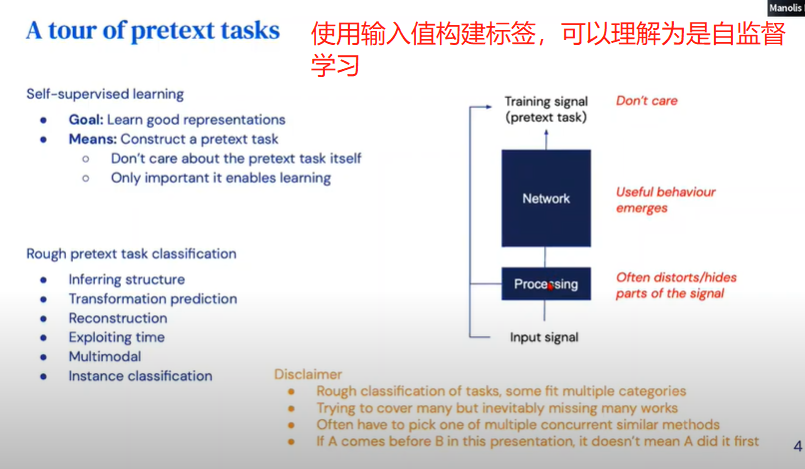 Manolis
A tour of pretext tasks
使用输入值构建标签，可以理解为是自监督
学习
Self-supervised learning
● Goal: Learn good representations
● Means: Construct a pretext task
○ Don't care about the pretext task itself
○ Only important it enables learning
Rough pretext task classification
● Inferring structure
● Transformation prediction
● Reconstruction
● Exploiting time
● Multimodal
● Instance classification
Training signal
(pretext task)
Don't care
Network
Useful behaviour
emerges
Processing
Often distorts/hides
parts of the signal
Input signal
Disclaimer
● Rough classification of tasks, some fit multiple categories
● Trying to cover many but inevitably missing many works
● Often have to pick one of multiple concurrent similar methods
● If A comes before B in this presentation, it doesn't mean A did it first
4